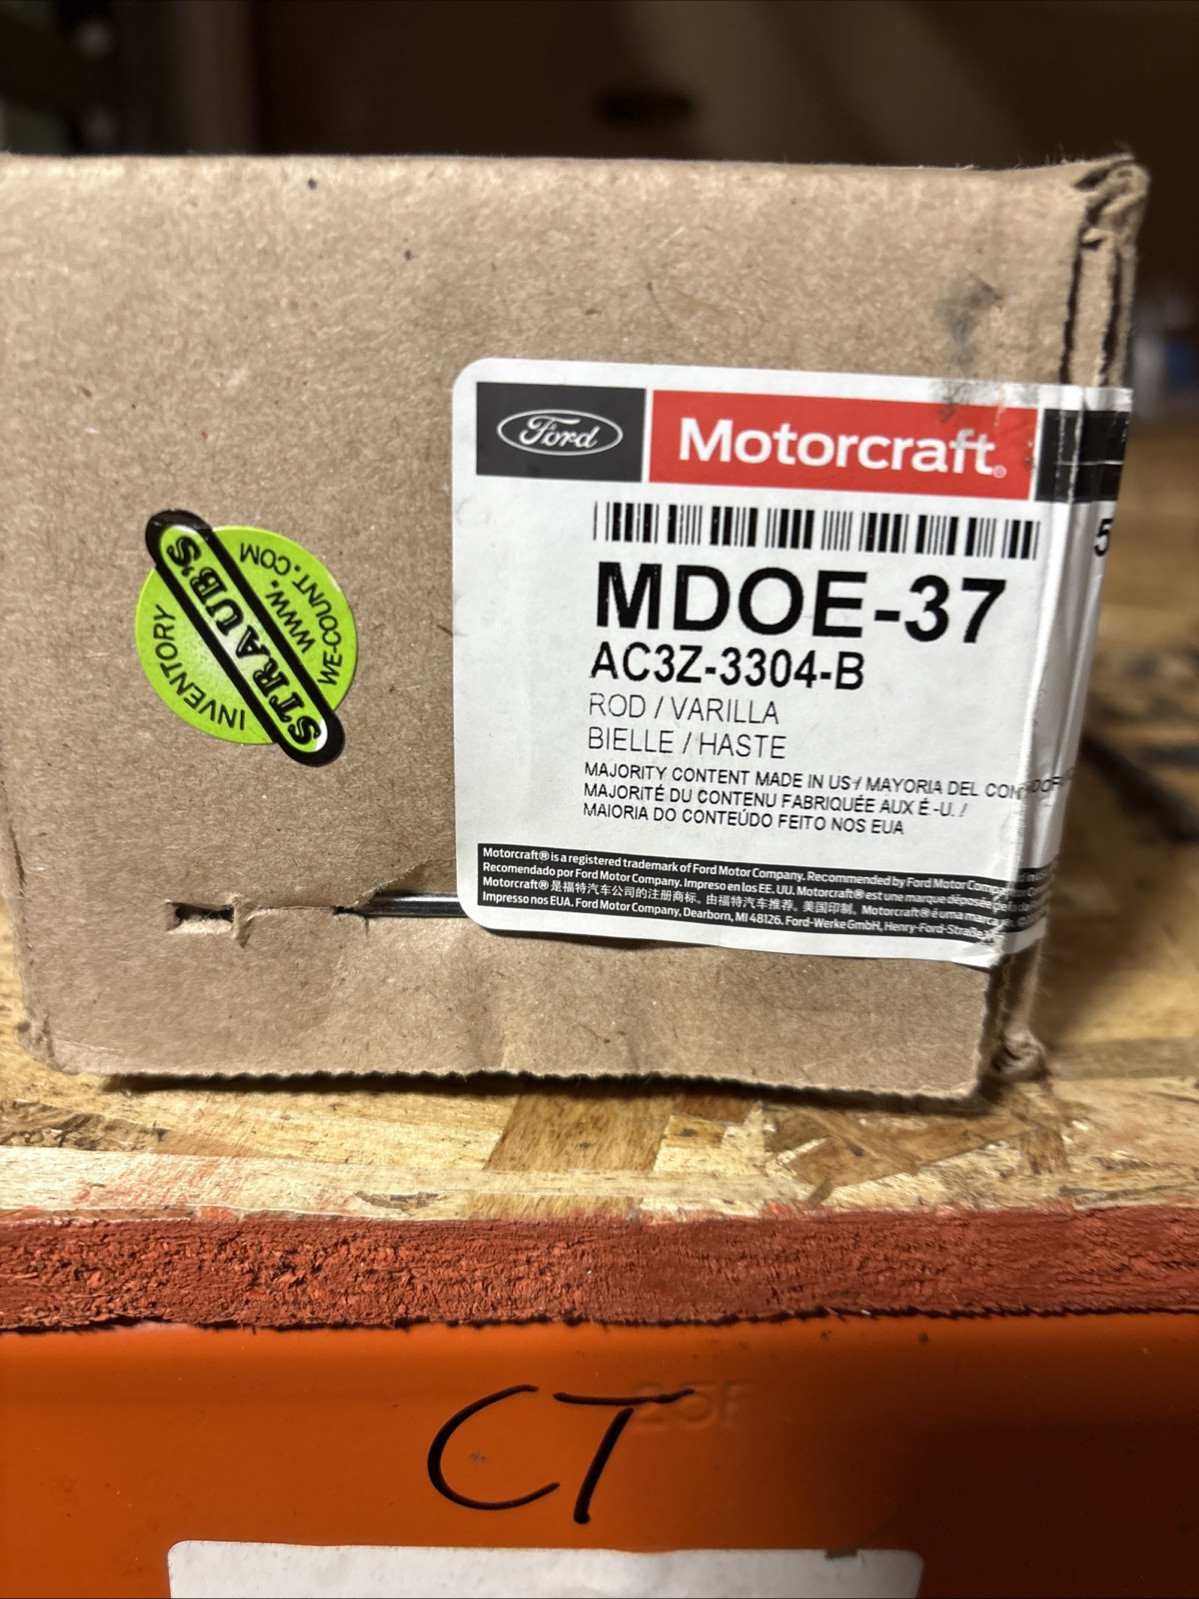 Ford Motorcraft®
MDOE-37
5
AC3Z-3304-B
ROD / VARILLA
BIELLE / HASTE
MAJORITY CONTENT MADE IN US / MAYORIA DEL
MAJORITÉ DU CONTENU FABRIQUÉE AUX É -U. /
MAIORIA DO CONTEÚDO FEITO NOS EUA
Motorcraft® is a registered trademark of Ford Motor Company. Recommended by Ford Motor
Recomendado por Ford Motor Company. Impreso en los EE. UU. Motorcraft® est une marque déposée
Motorcraft® 是福特汽车公司的注册商标。由福特汽车推荐。美国印制。Motorcraft® é uma marca
Impresso nos EUA. Ford Motor Company, Dearborn, MI 48126. Ford-Werke GmbH, Henry-Ford-Straße
STRAUB'S
INVENTORY
WWW.
WE-COUNT.COM
CT